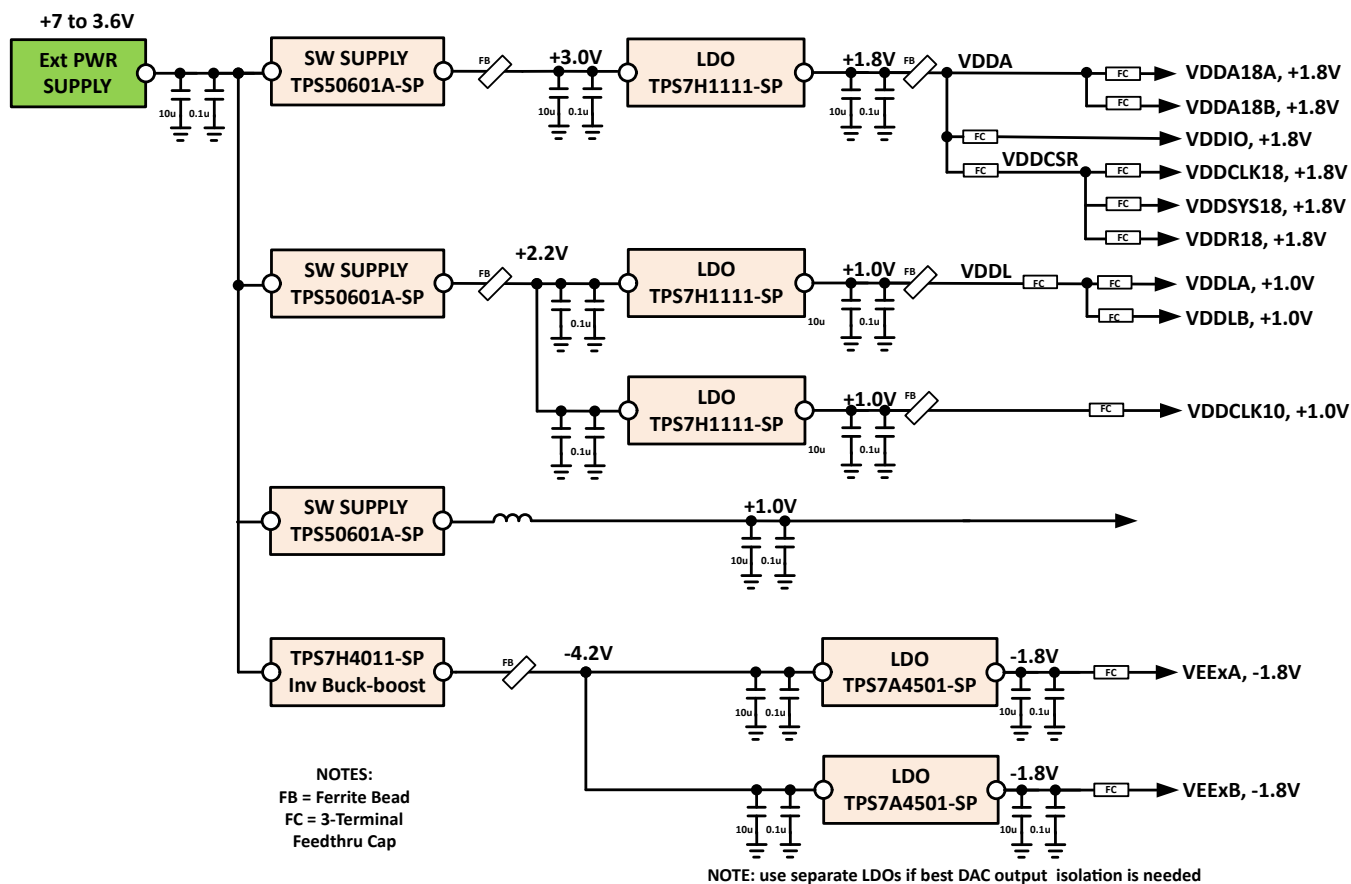 +7 to 3.6V
Ext PWR
SUPPLY
10u
0.1u
SW SUPPLY
TPS50601A-SP
FB
+3.0V
10u
0.1u
LDO
TPS7H1111-SP
+1.8V
10u
0.1u
FB
VDDA
FC
VDDA18A, +1.8V
FC
VDDA18B, +1.8V
FC
VDDIO, +1.8V
FC
VDDCSR
FC
VDDCLK18, +1.8V
FC
VDDSYS18, +1.8V
FC
VDDR18, +1.8V
SW SUPPLY
TPS50601A-SP
FB
+2.2V
0.1u
LDO
TPS7H1111-SP
+1.0V
10u
0.1u
FB
VDDL
FC
FC
VDDLA, +1.0V
FC
VDDLB, +1.0V
0.1u
LDO
TPS7H1111-SP
+1.0V
10u
0.1u
FB
FC
VDDCLK10, +1.0V
SW SUPPLY
TPS50601A-SP
+1.0V
10u
0.1u
TPS7H4011-SP
Inv Buck-boost
FB
-4.2V
10u
0.1u
LDO
TPS7A4501-SP
-1.8V
10u
0.1u
FC
VEExA, -1.8V
10u
0.1u
LDO
TPS7A4501-SP
-1.8V
10u
0.1u
FC
VEExB, -1.8V
NOTES:
FB = Ferrite Bead
FC = 3-Terminal
Feedthru Cap
NOTE: use separate LDOs if best DAC output isolation is needed